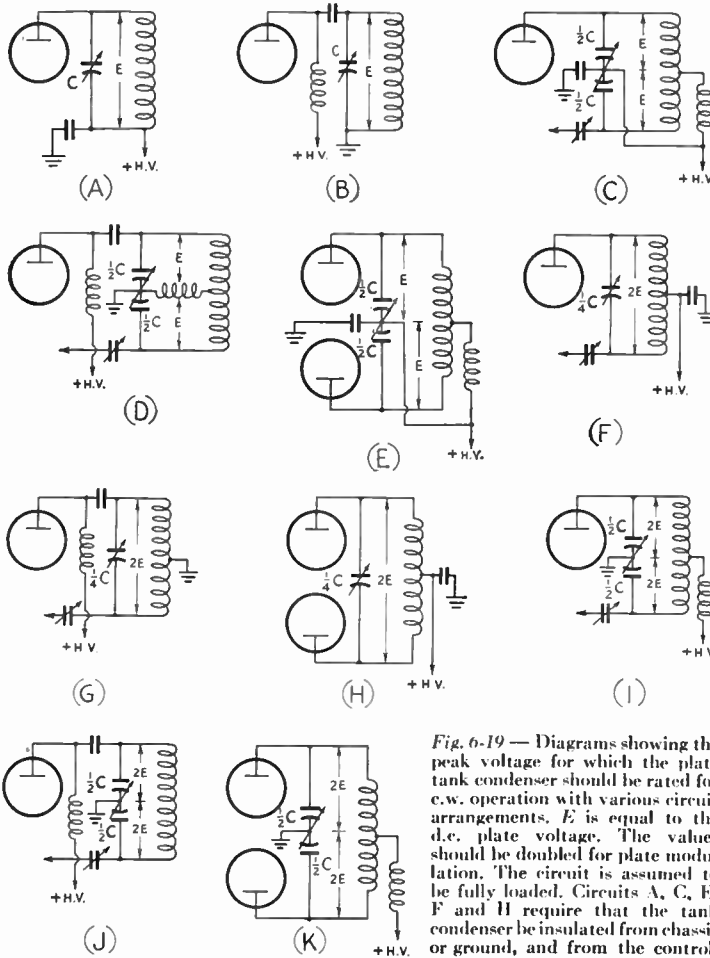 C
E
+H.V.
(A)
C
E
+H.V.
(B)
½C
E
½C
E
+H.V.
(C)
½C
E
½C
E
+H.V.
(D)
½C
E
½C
E
+H.V.
(E)
¼C
2E
+H.V.
(F)
¼C
2E
+H.V.
(G)
¼C
2E
+H.V.
(H)
½C
2E
½C
2E
+H.V.
(I)
½C
2E
½C
2E
+H.V.
(J)
½C
2E
½C
2E
+H.V.
(K)
Fig. 6-19 — Diagrams showing th
peak voltage for which the plat
tank condenser should be rated fo
c.w. operation with various circui
arrangements. E is equal to th
d.c. plate voltage. The value
should be doubled for plate modu
lation. The circuit is assumed t
be fully loaded. Circuits A, C, E
F and H require that the tan
condenser be insulated from chassi
or ground, and from the control